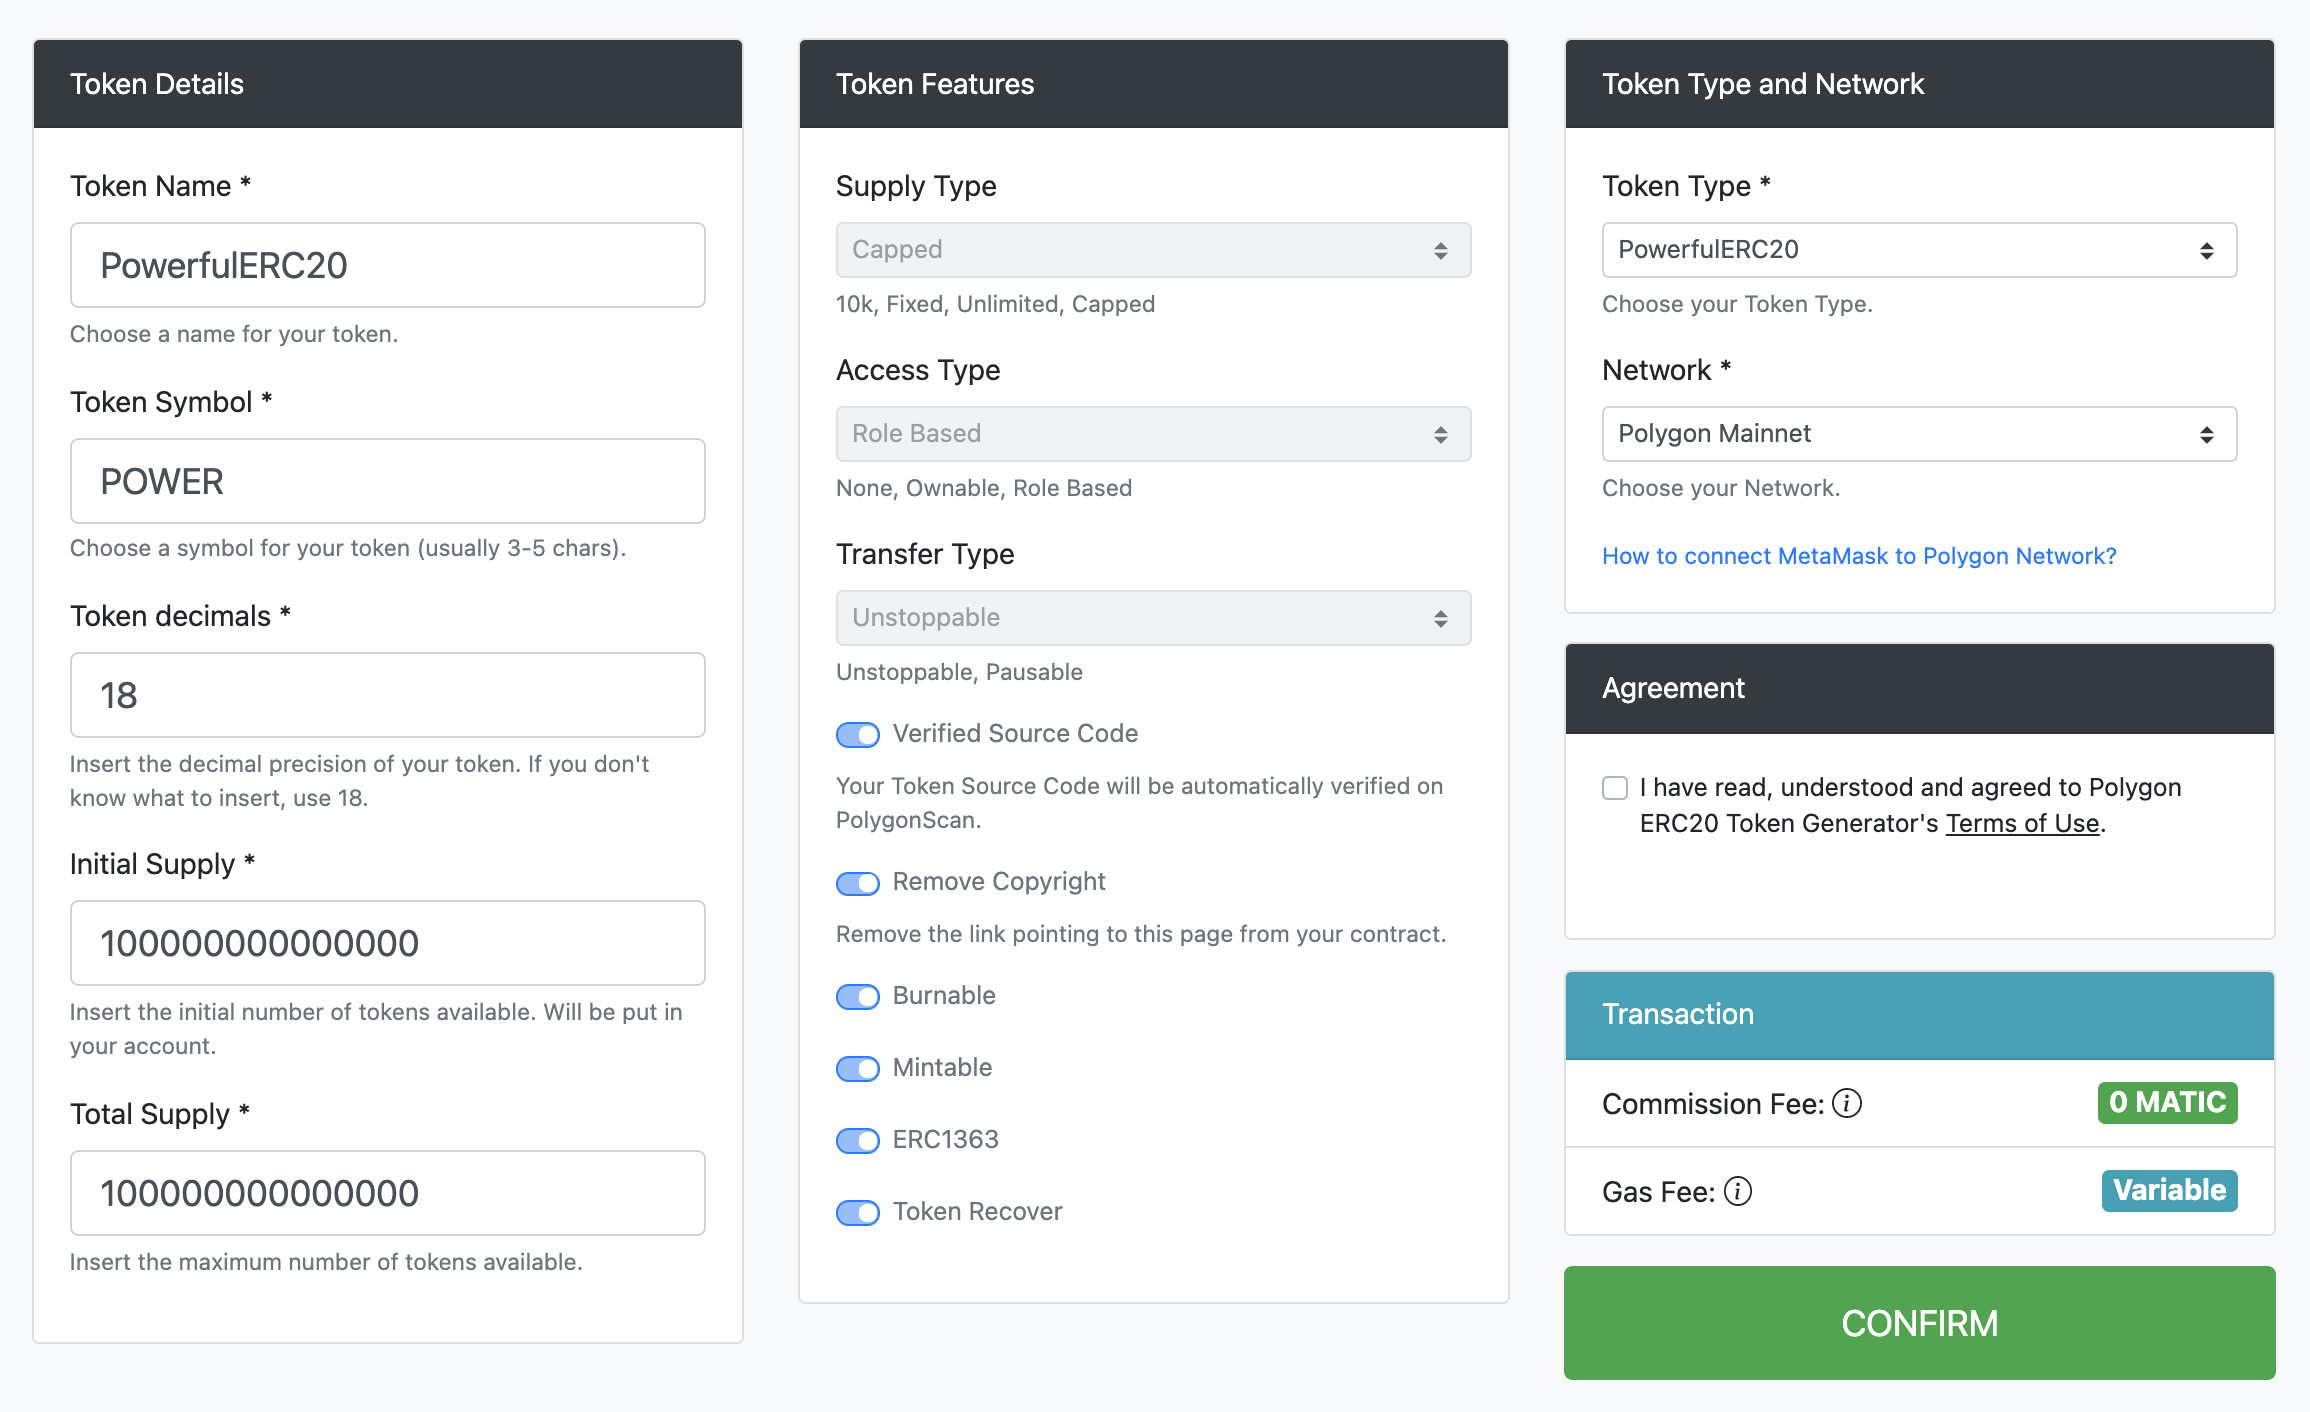 Token Details
Token Name *
PowerfulERC20
Choose a name for your token.
Token Symbol *
POWER
Choose a symbol for your token (usually 3-5 chars).
Token decimals *
18
Insert the decimal precision of your token. If you don't
know what to insert, use 18.
Initial Supply *
100000000000000
Insert the initial number of tokens available. Will be put in
your account.
Total Supply *
100000000000000
Insert the maximum number of tokens available.
Token Features
Supply Type
Capped
10k, Fixed, Unlimited, Capped
Access Type
Role Based
None, Ownable, Role Based
Transfer Type
Unstoppable
Unstoppable, Pausable
Verified Source Code
Your Token Source Code will be automatically verified on
PolygonScan.
Remove Copyright
Remove the link pointing to this page from your contract.
Burnable
Mintable
ERC1363
Token Recover
Token Type and Network
Token Type *
PowerfulERC20
Choose your Token Type.
Network *
Polygon Mainnet
Choose your Network.
How to connect MetaMask to Polygon Network?
Agreement
I have read, understood and agreed to Polygon
ERC20 Token Generator's Terms of Use.
Transaction
Commission Fee: i 0 MATIC
Gas Fee: i Variable
CONFIRM